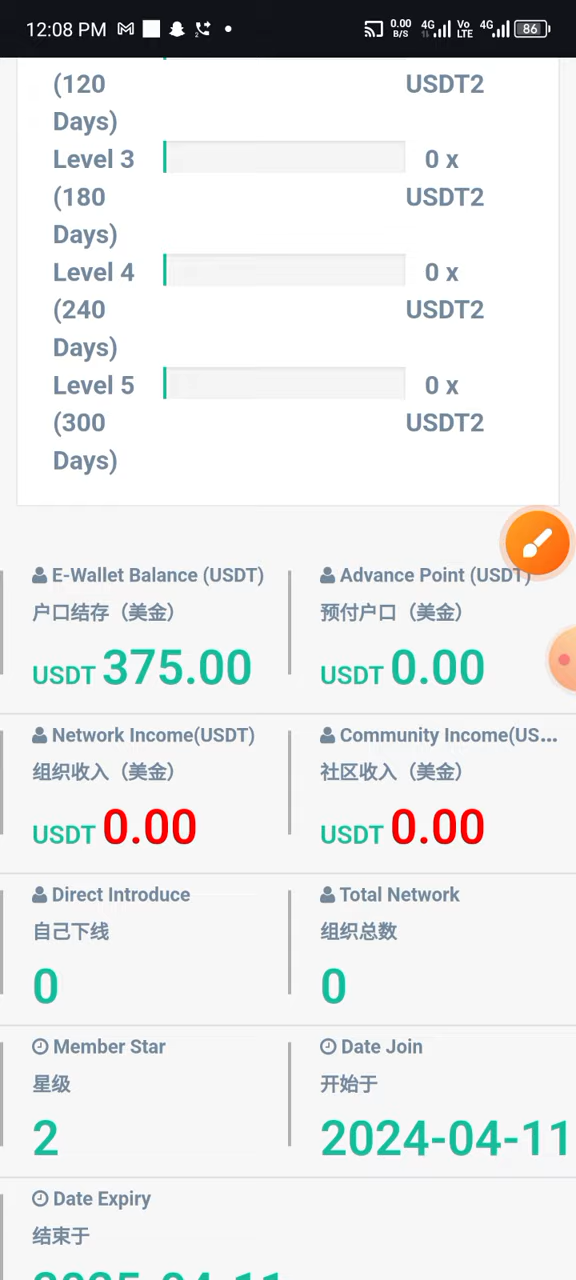 12:08 PM
0.00 B/S 4G Vo LTE 4G 86
(120 USDT2
Days)
Level 3 0 x
(180 USDT2
Days)
Level 4 0 x
(240 USDT2
Days)
Level 5 0 x
(300 USDT2
Days)
E-Wallet Balance (USDT) Advance Point (USDT)
户口结存（美金） 预付户口（美金）
USDT 375.00 USDT 0.00
Network Income(USDT) Community Income(US...
组织收入（美金） 社区收入（美金）
USDT 0.00 USDT 0.00
Direct Introduce Total Network
自己下线 组织总数
0 0
Member Star Date Join
星级 开始于
2 2024-04-11
Date Expiry
结束于